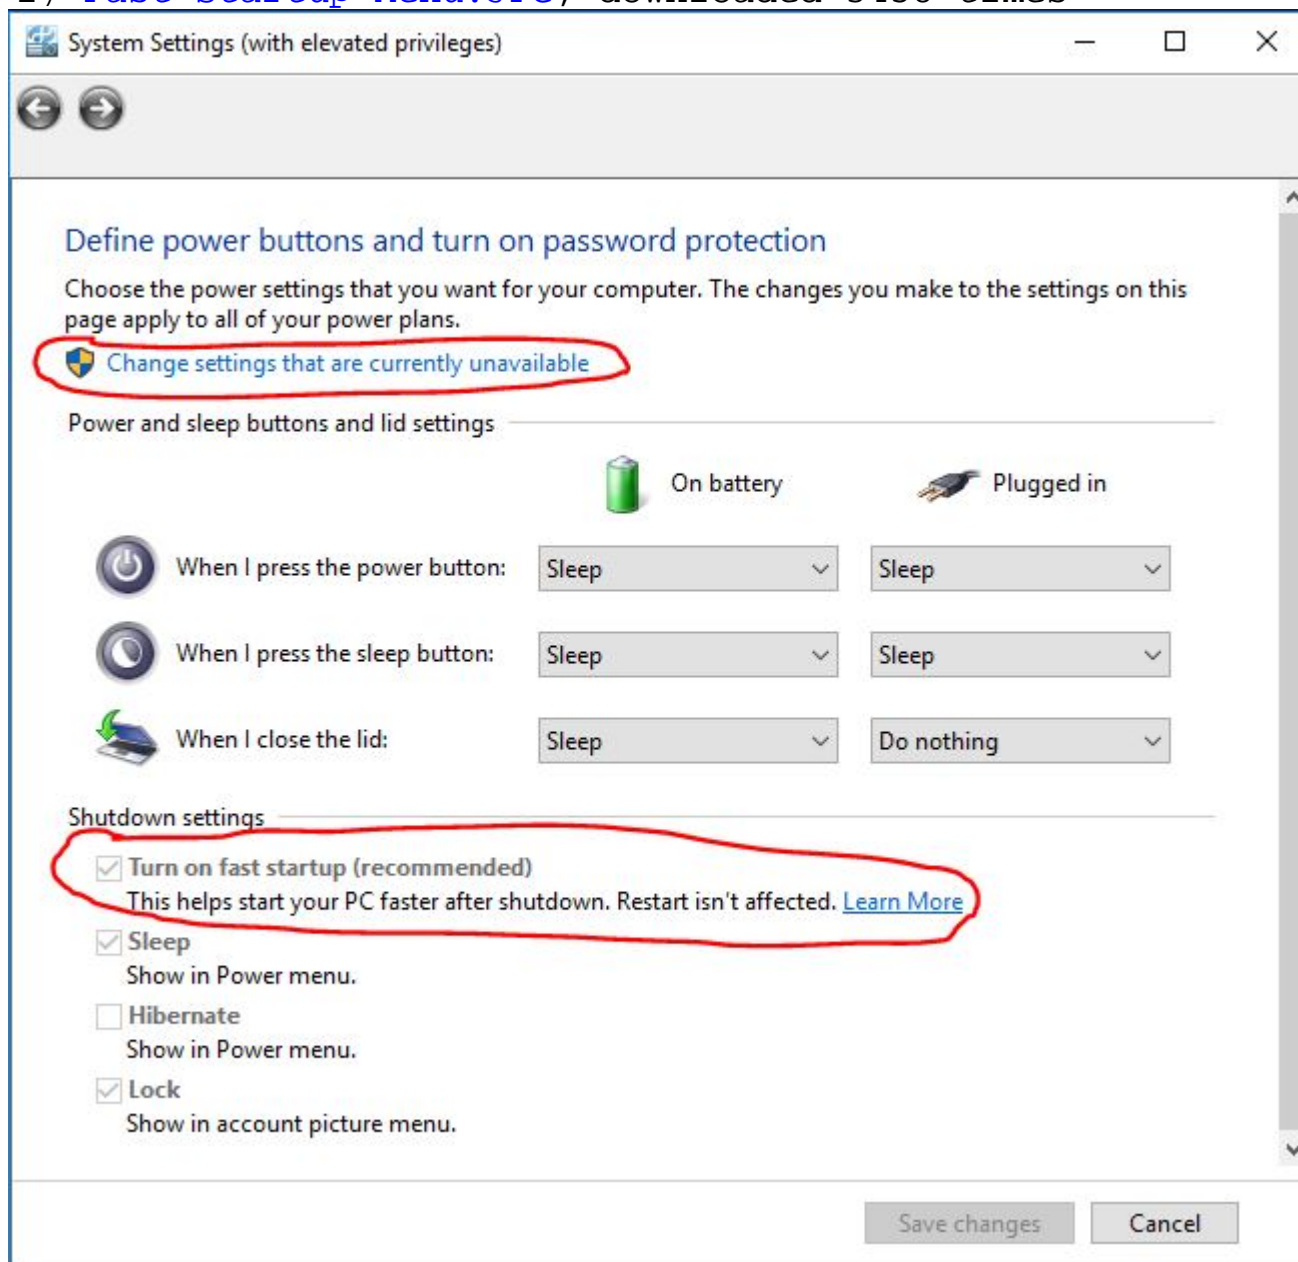 System Settings (with elevated privileges)
Define power buttons and turn on password protection
Choose the power settings that you want for your computer. The changes you make to the settings on this
page apply to all of your power plans.
Change settings that are currently unavailable
Power and sleep buttons and lid settings
On battery Plugged in
When I press the power button: Sleep Sleep
When I press the sleep button: Sleep Sleep
When I close the lid: Sleep Do nothing
Shutdown settings
Turn on fast startup (recommended)
This helps start your PC faster after shutdown. Restart isn't affected. Learn More
Sleep
Show in Power menu.
Hibernate
Show in Power menu.
Lock
Show in account picture menu.
Save changes Cancel